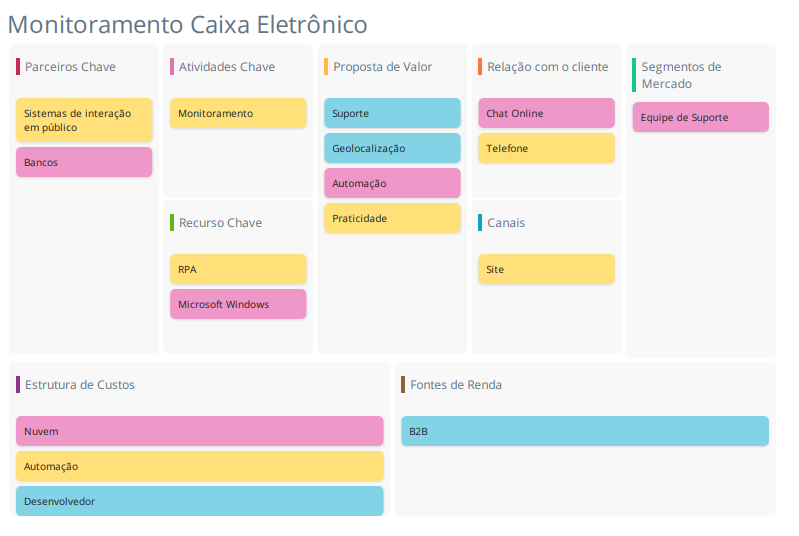 Monitoramento Caixa Eletrônico
Parceiros Chave
Sistemas de interação
em público
Bancos
Atividades Chave
Monitoramento
Recurso Chave
RPA
Microsoft Windows
Proposta de Valor
Suporte
Geolocalização
Automação
Praticidade
Relação com o cliente
Chat Online
Telefone
Canais
Site
Segmentos de
Mercado
Equipe de Suporte
Estrutura de Custos
Nuvem
Automação
Desenvolvedor
Fontes de Renda
B2B